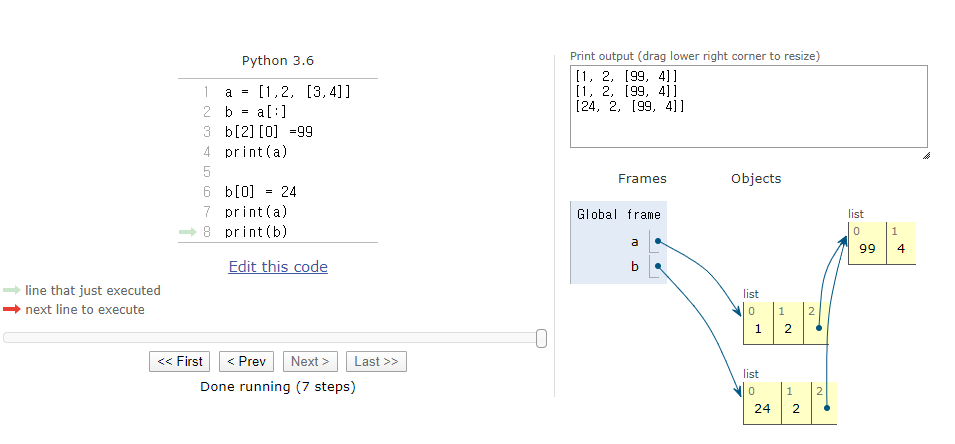 Python 3.6
1 a = [1,2, [3,4]]
2 b = a[:]
3 b[2][0] =99
4 print(a)
5
6 b[0] = 24
7 print(a)
8 print(b)
Edit this code
line that just executed
next line to execute
<< First < Prev Next > Last >>
Done running (7 steps)
Print output (drag lower right corner to resize)
[1, 2, [99, 4]]
[1, 2, [99, 4]]
[24, 2, [99, 4]]
Frames Objects
Global frame
a
b
list
0 1
99 4
list
0 1 2
1 2
list
0 1 2
24 2